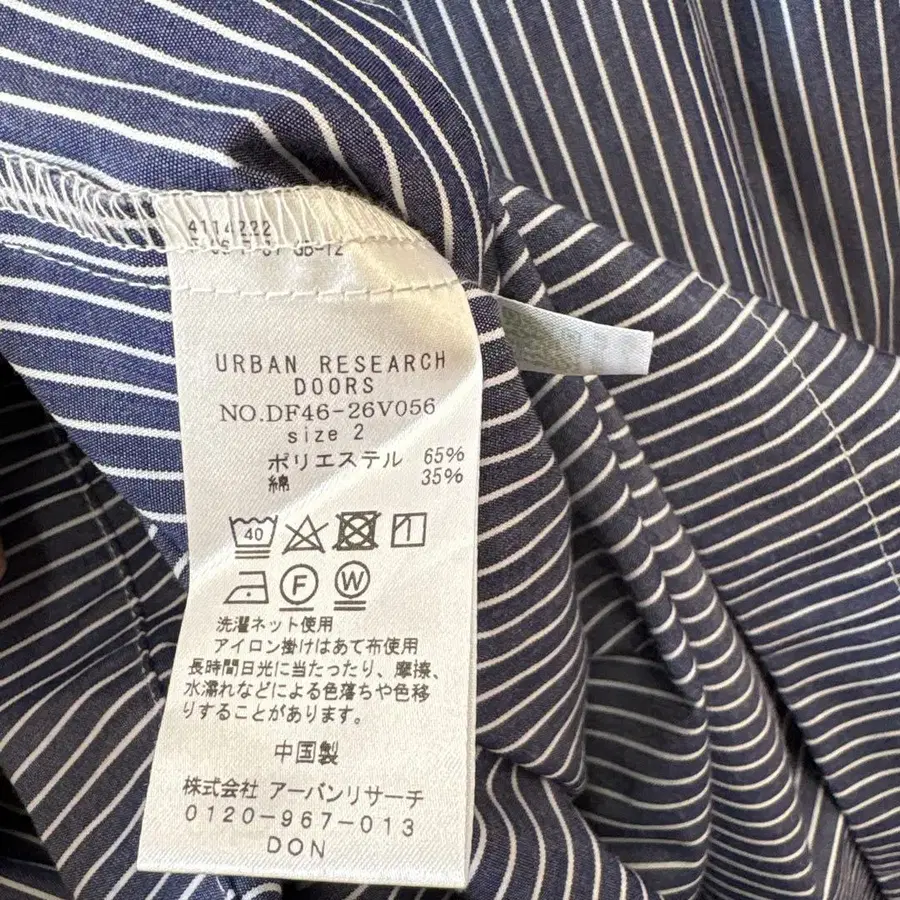 4114222
URBAN RESEARCH
DOORS
NO.DF46-26V056
size 2
ポリエステル 65%
綿 35%
40
F W
洗濯ネット使用
アイロン掛けはあて布使用
長時間日光に当たったり、摩擦、
水濡れなどによる色落ちや色移
りすることがあります。
中国製
株式会社 アーバンリサーチ
0120-967-013
DON